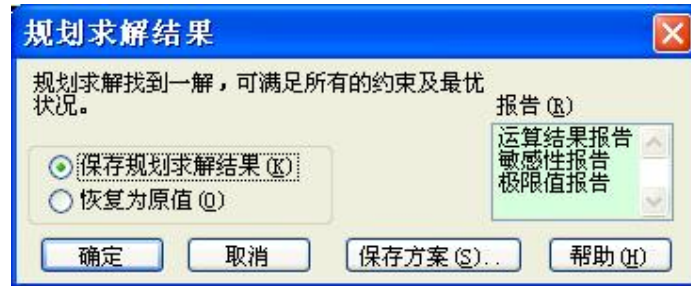 规划求解结果
规划求解找到一解，可满足所有的约束及最优
状况。
报告(R)
运算结果报告
敏感性报告
极限值报告
保存规划求解结果(K)
恢复为原值(O)
确定
取消
保存方案(S)..
帮助(H)